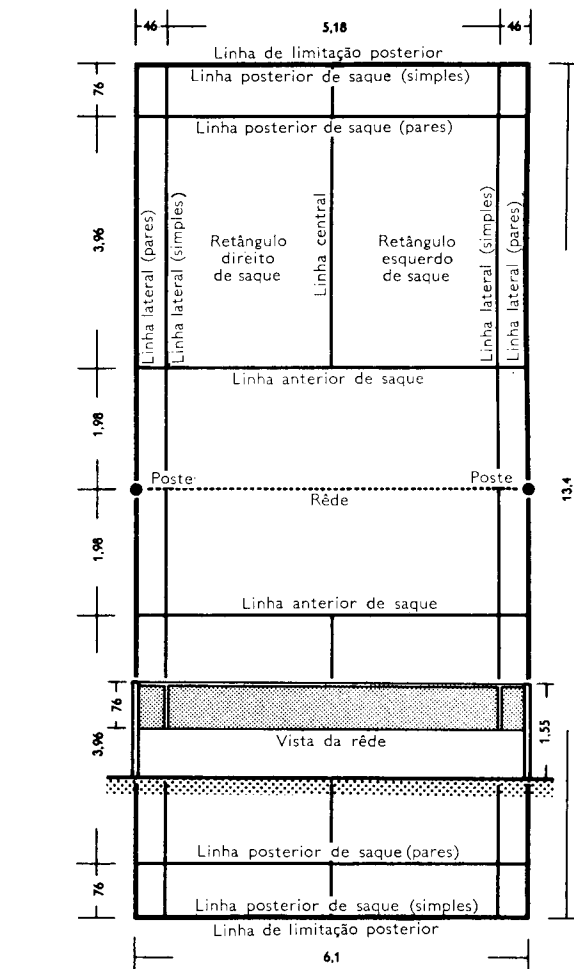 46 5,18 46
Linha de limitação posterior
Linha posterior de saque (simples)
76
Linha posterior de saque (pares)
3,96
Linha lateral (pares)
Linha lateral (simples)
Retângulo
direito
de saque
Linha central
Retângulo
esquerdo
de saque
Linha lateral (simples)
Linha lateral (pares)
Linha anterior de saque
1,98
Poste
Poste
Rêde
13,4
1,98
Linha anterior de saque
76
3,96
Vista da rêde
1,55
Linha posterior de saque (pares)
76
Linha posterior de saque (simples)
Linha de limitação posterior
6,1